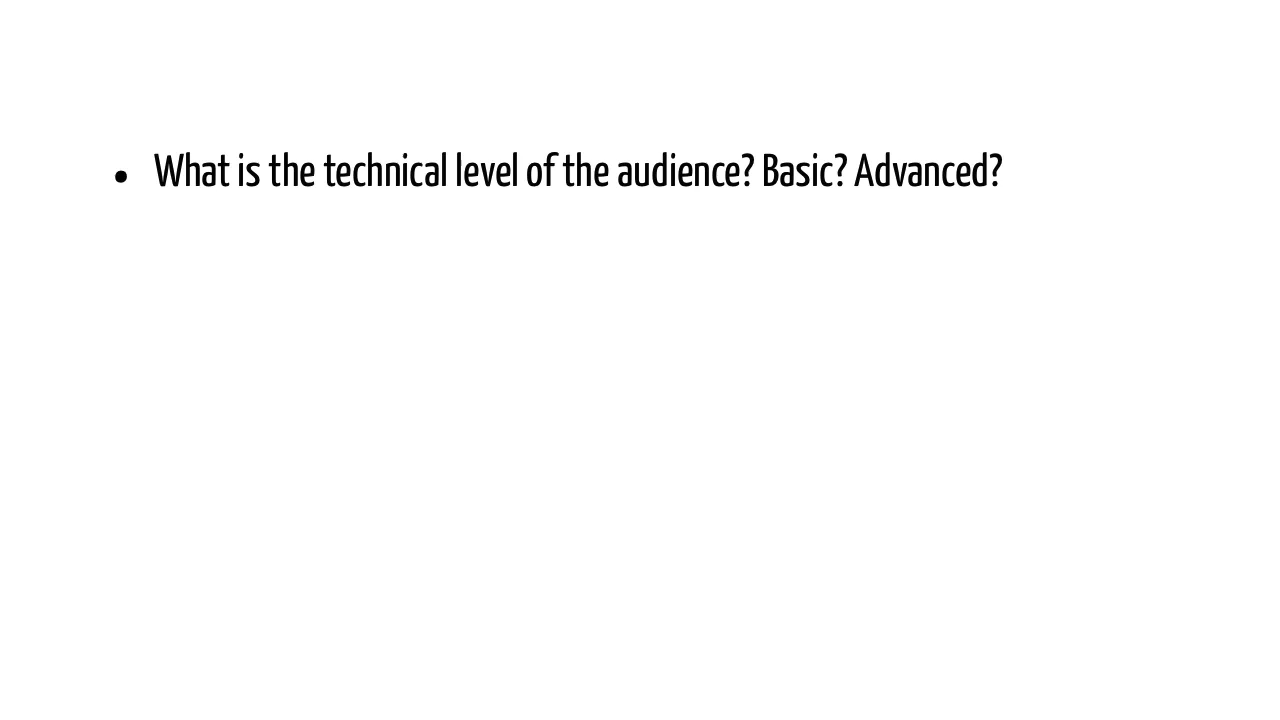 • What is the technical level of the audience? Basic? Advanced?